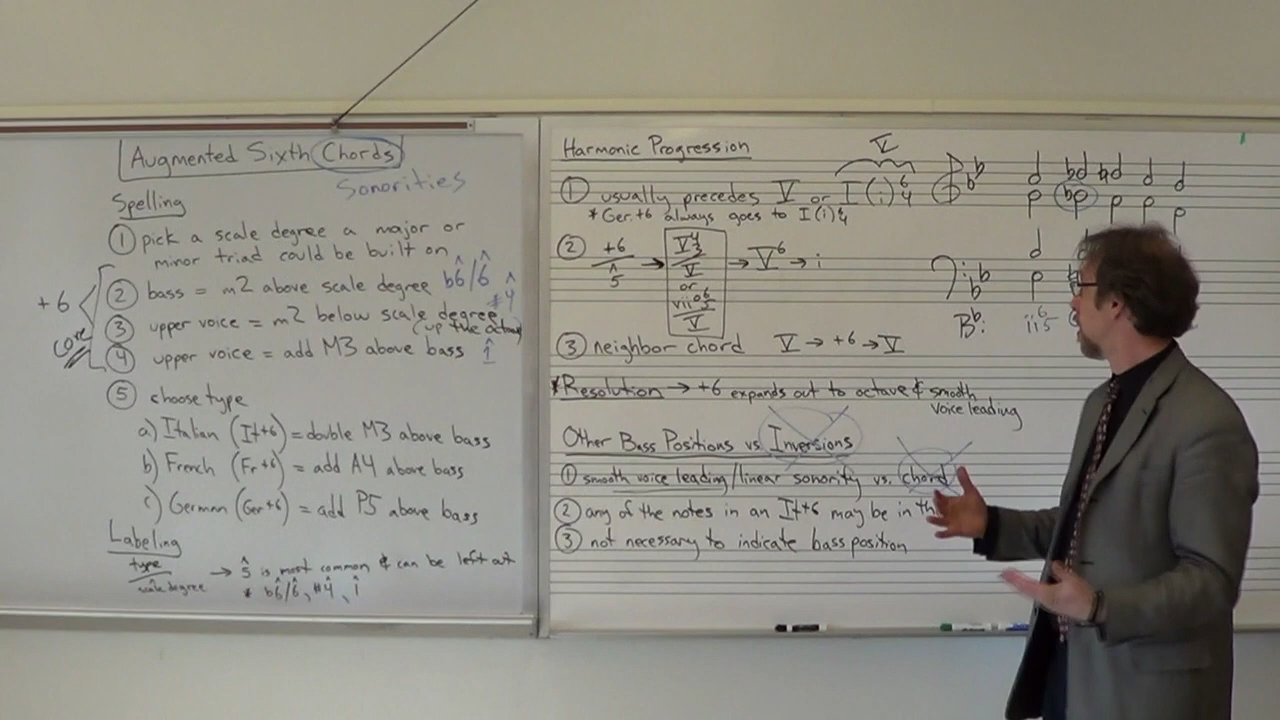 Augmented Sixth Chords
Sonorities
Spelling
① pick a scale degree a major or
minor triad could be built on
+6
core
② bass = m2 above scale degree b6̂/6̂
③ upper voice = m2 below scale degree #4̂
(up the octave)
④ upper voice = add M3 above bass 1̂
⑤ choose type
a) Italian (It+6) = double M3 above bass
b) French (Fr+6) = add A4 above bass
c) German (Ger+6) = add P5 above bass
Labeling
type
scale degree
→ 5̂ is most common & can be left out
* b6̂/6̂, #4̂, 1̂
Harmonic Progression
V
① usually precedes V or I(i)6/4
* Ger.+6 always goes to I(i)6/4
② +6/5̂ → V4/3/V or viiø6/5/V → V6 → i
③ neighbor chord V → +6 → V
*Resolution → +6 expands out to octave & smooth
voice leading
Other Bass Positions vs Inversions
① smooth voice leading/linear sonority vs. chord
② any of the notes in an It+6 may be in th
③ not necessary to indicate bass position
Bb: ii6/5